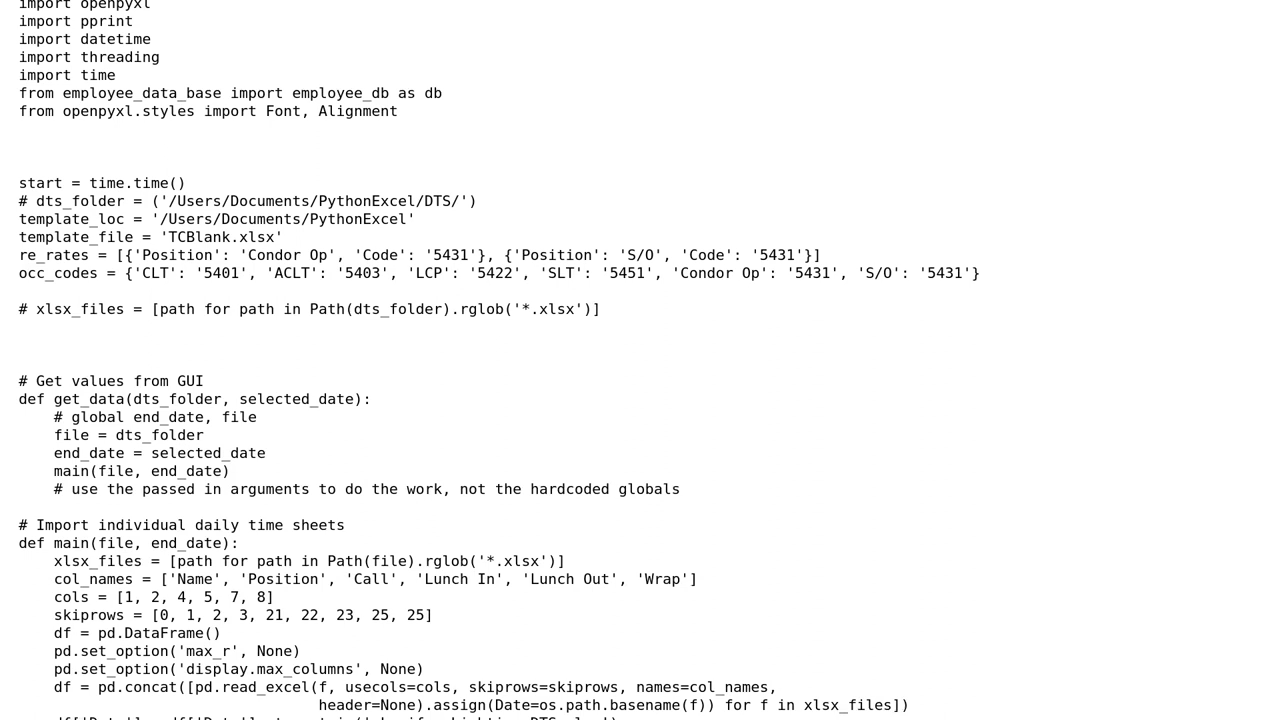 import openpyxl
import pprint
import datetime
import threading
import time
from employee_data_base import employee_db as db
from openpyxl.styles import Font, Alignment
start = time.time()
# dts_folder = ('/Users/Documents/PythonExcel/DTS/')
template_loc = '/Users/Documents/PythonExcel'
template_file = 'TCBlank.xlsx'
re_rates = [{'Position': 'Condor Op', 'Code': '5431'}, {'Position': 'S/O', 'Code': '5431'}]
occ_codes = {'CLT': '5401', 'ACLT': '5403', 'LCP': '5422', 'SLT': '5451', 'Condor Op': '5431', 'S/O': '5431'}
# xlsx_files = [path for path in Path(dts_folder).rglob('*.xlsx')]
# Get values from GUI
def get_data(dts_folder, selected_date):
    # global end_date, file
    file = dts_folder
    end_date = selected_date
    main(file, end_date)
    # use the passed in arguments to do the work, not the hardcoded globals
# Import individual daily time sheets
def main(file, end_date):
    xlsx_files = [path for path in Path(file).rglob('*.xlsx')]
    col_names = ['Name', 'Position', 'Call', 'Lunch In', 'Lunch Out', 'Wrap']
    cols = [1, 2, 4, 5, 7, 8]
    skiprows = [0, 1, 2, 3, 21, 22, 23, 25, 25]
    df = pd.DataFrame()
    pd.set_option('max_r', None)
    pd.set_option('display.max_columns', None)
    df = pd.concat([pd.read_excel(f, usecols=cols, skiprows=skiprows, names=col_names,
                                  header=None).assign(Date=os.path.basename(f)) for f in xlsx_files])